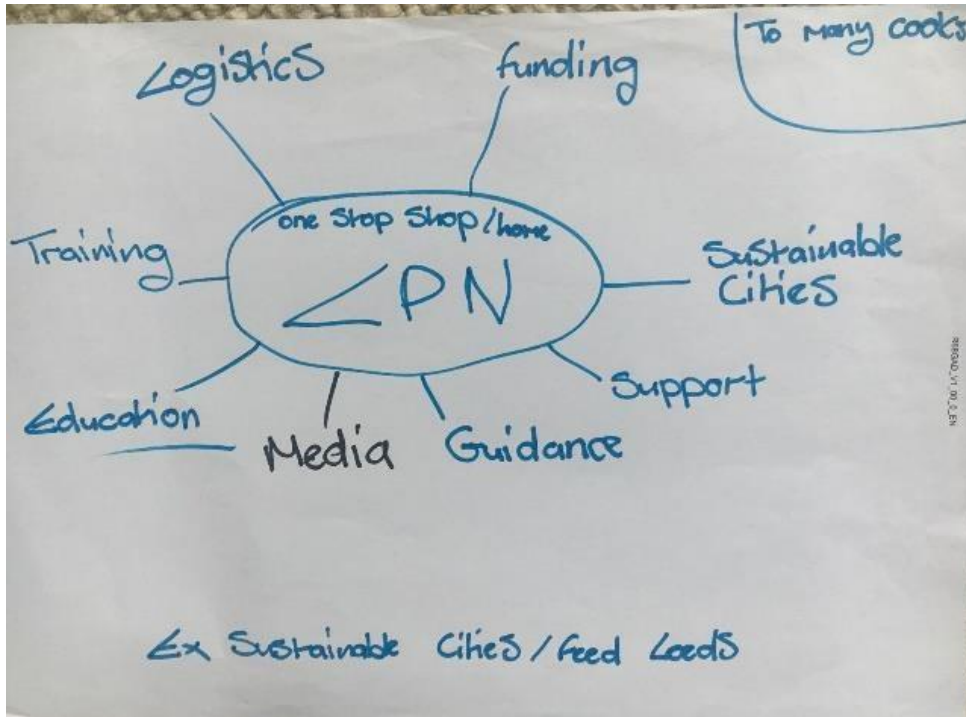 To many cooks
Logistics
funding
one Stop Shop/home
LPN
Training
Sustainable
Cities
Education
Support
Media
Guidance
Ex Sustainable Cities/Feed Leeds